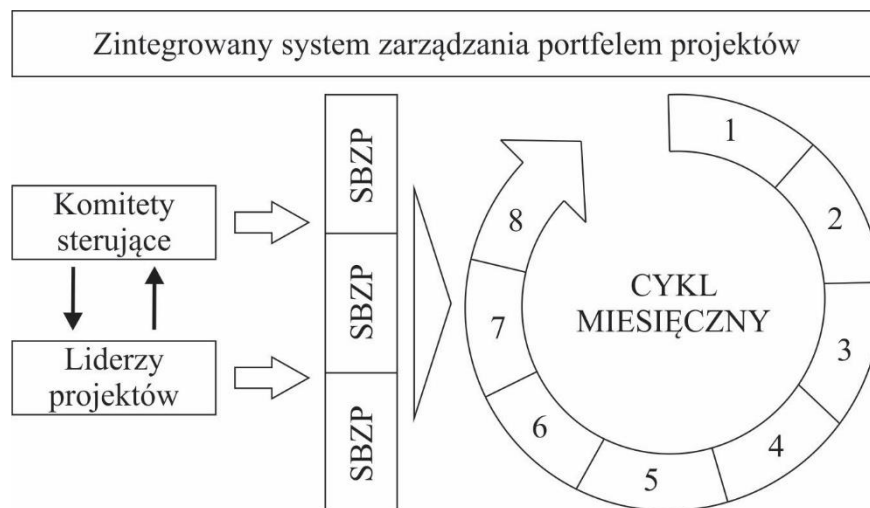 Zintegrowany system zarządzania portfelem projektów
Komitety
sterujące
Liderzy
projektów
SBZP
SBZP
SBZP
1
2
3
4
5
6
7
8
CYKL
MIESIĘCZNY